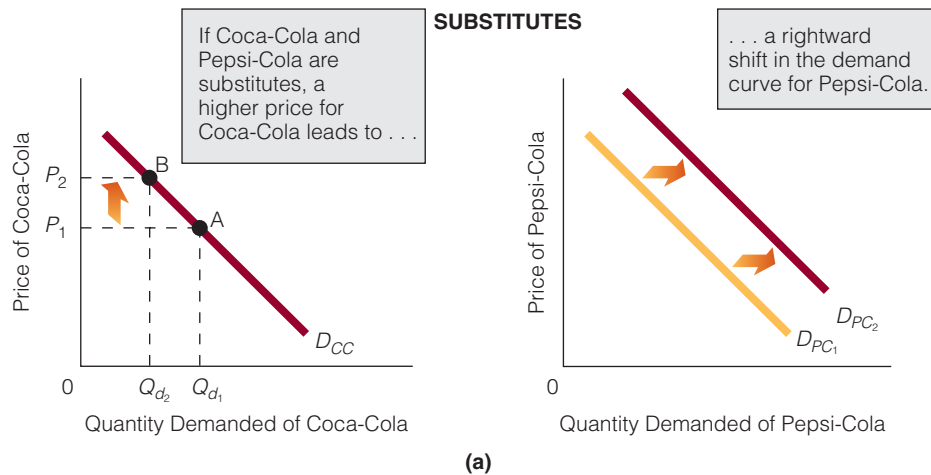 SUBSTITUTES
If Coca-Cola and
Pepsi-Cola are
substitutes, a
higher price for
Coca-Cola leads to . . .
. . . a rightward
shift in the demand
curve for Pepsi-Cola.
Price of Coca-Cola
P2
P1
B
A
DCC
0
Qd2
Qd1
Quantity Demanded of Coca-Cola
Price of Pepsi-Cola
DPC2
DPC1
0
Quantity Demanded of Pepsi-Cola
(a)